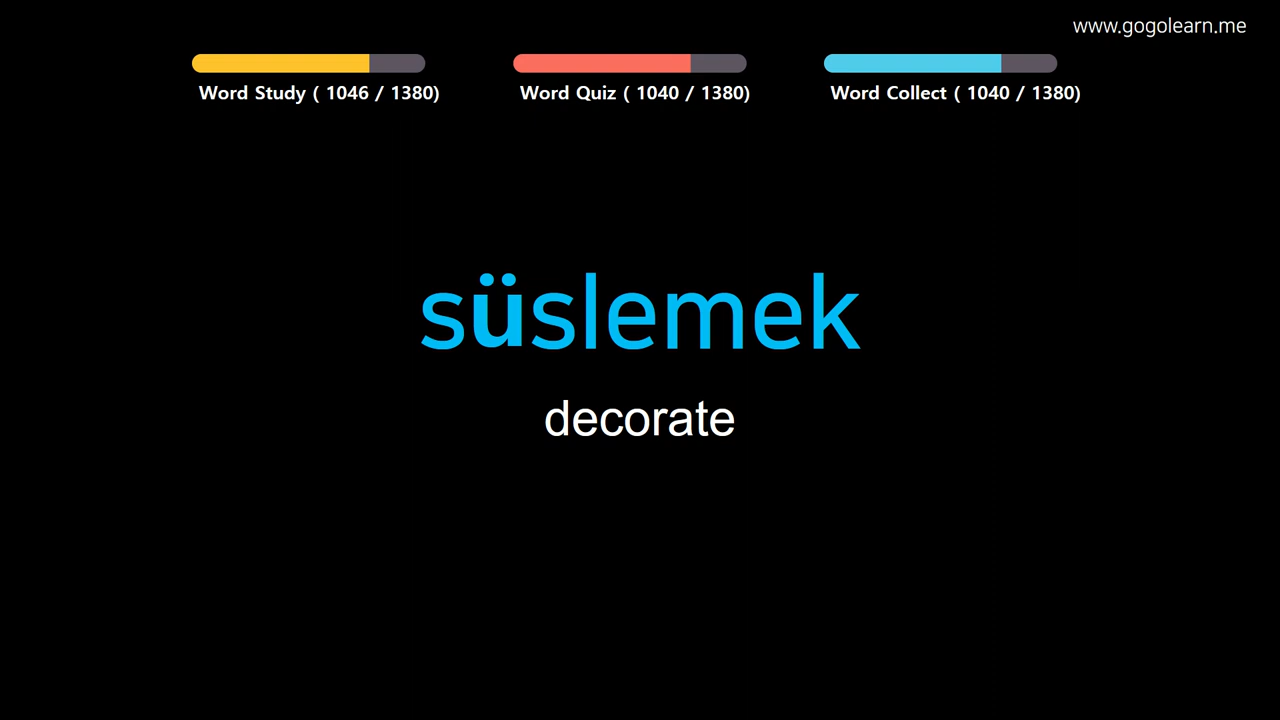 www.gogolearn.me
Word Study ( 1046 / 1380)
Word Quiz ( 1040 / 1380)
Word Collect ( 1040 / 1380)
süslemek
decorate